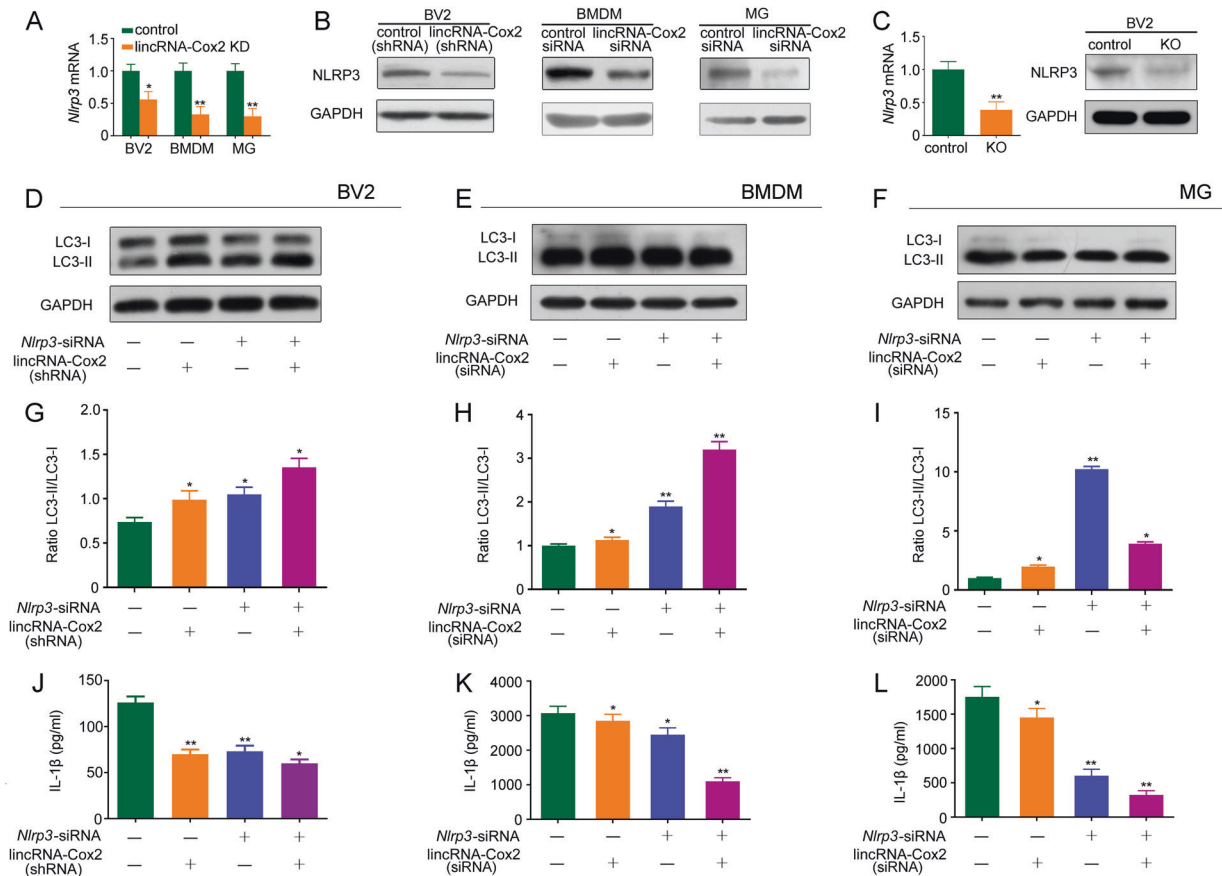 A
control
lincRNA-Cox2 KD
Nlrp3 mRNA
1.5
1.0
0.5
0
*
**
**
BV2 BMDM MG
B
BV2 BMDM MG
control (shRNA) lincRNA-Cox2 (shRNA)
control siRNA lincRNA-Cox2 siRNA
control siRNA lincRNA-Cox2 siRNA
NLRP3
GAPDH
C
Nlrp3 mRNA
1.5
1.0
0.5
0
**
control KO
BV2
control KO
NLRP3
GAPDH
D BV2
LC3-I
LC3-II
GAPDH
Nlrp3-siRNA — — + +
lincRNA-Cox2 — + — +
(shRNA)
E BMDM
LC3-I
LC3-II
GAPDH
Nlrp3-siRNA — — + +
lincRNA-Cox2 — + — +
(siRNA)
F MG
LC3-I
LC3-II
GAPDH
Nlrp3-siRNA — — + +
lincRNA-Cox2 — + — +
(siRNA)
G
Ratio LC3-II/LC3-I
2.0
1.5
1.0
0.5
0
* * *
Nlrp3-siRNA — — + +
lincRNA-Cox2 — + — +
(shRNA)
H
Ratio LC3-II/LC3-I
4
3
2
1
0
* ** **
Nlrp3-siRNA — — + +
lincRNA-Cox2 — + — +
(siRNA)
I
Ratio LC3-II/LC3-I
15
10
5
0
* ** *
Nlrp3-siRNA — — + +
lincRNA-Cox2 — + — +
(siRNA)
J
IL-1β (pg/ml)
150
100
50
0
** ** *
Nlrp3-siRNA — — + +
lincRNA-Cox2 — + — +
(shRNA)
K
IL-1β (pg/ml)
4000
3000
2000
1000
0
* * **
Nlrp3-siRNA — — + +
lincRNA-Cox2 — + — +
(siRNA)
L
IL-1β (pg/ml)
2000
1500
1000
500
0
* ** **
Nlrp3-siRNA — — + +
lincRNA-Cox2 — + — +
(siRNA)